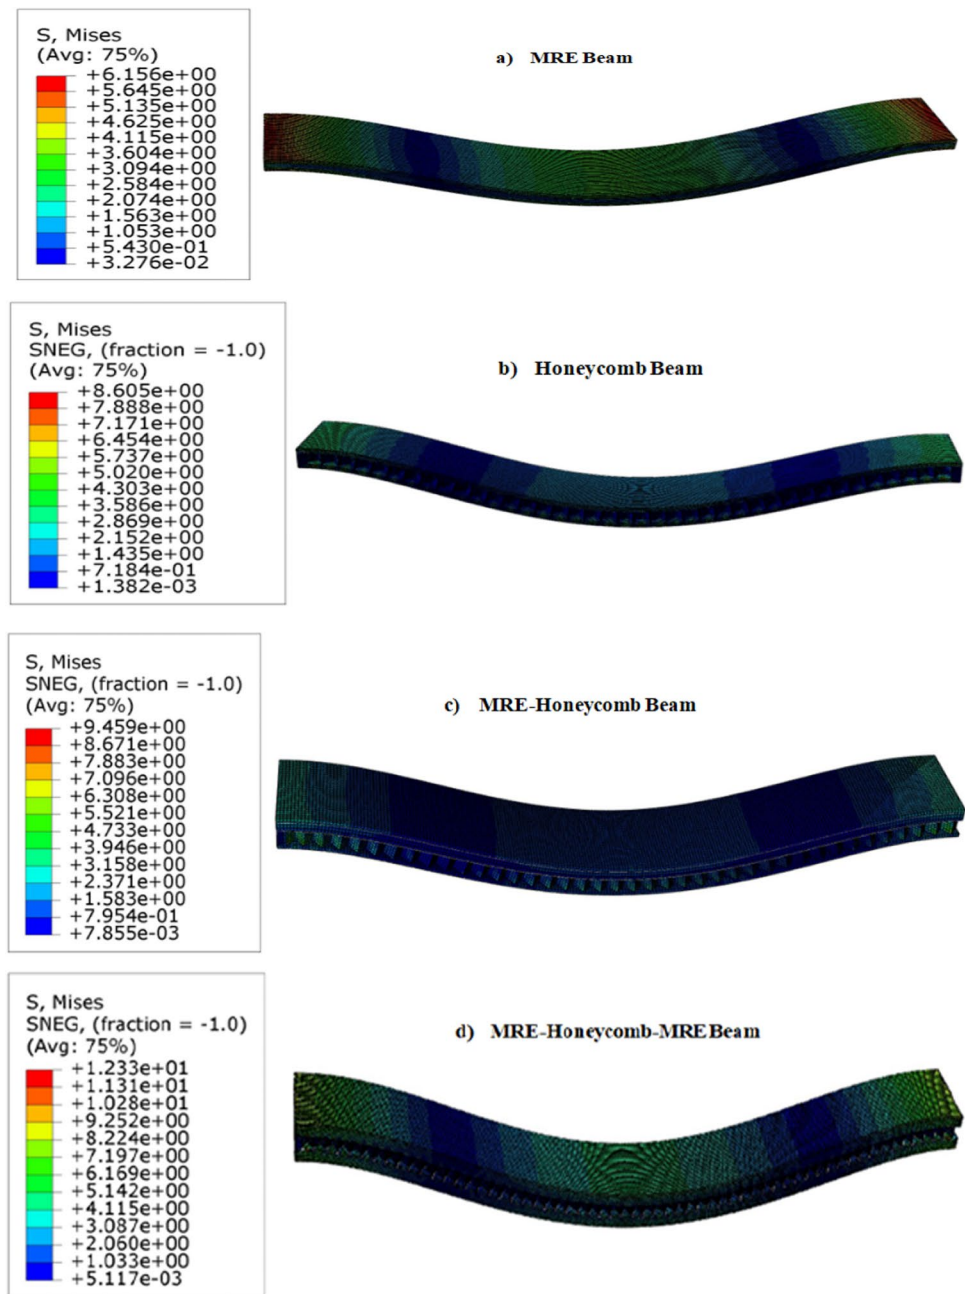 S, Mises
(Avg: 75%)
+6.156e+00
+5.645e+00
+5.135e+00
+4.625e+00
+4.115e+00
+3.604e+00
+3.094e+00
+2.584e+00
+2.074e+00
+1.563e+00
+1.053e+00
+5.430e-01
+3.276e-02
a) MRE Beam
S, Mises
SNEG, (fraction = -1.0)
(Avg: 75%)
+8.605e+00
+7.888e+00
+7.171e+00
+6.454e+00
+5.737e+00
+5.020e+00
+4.303e+00
+3.586e+00
+2.869e+00
+2.152e+00
+1.435e+00
+7.184e-01
+1.382e-03
b) Honeycomb Beam
S, Mises
SNEG, (fraction = -1.0)
(Avg: 75%)
+9.459e+00
+8.671e+00
+7.883e+00
+7.096e+00
+6.308e+00
+5.521e+00
+4.733e+00
+3.946e+00
+3.158e+00
+2.371e+00
+1.583e+00
+7.954e-01
+7.855e-03
c) MRE-Honeycomb Beam
S, Mises
SNEG, (fraction = -1.0)
(Avg: 75%)
+1.233e+01
+1.131e+01
+1.028e+01
+9.252e+00
+8.224e+00
+7.197e+00
+6.169e+00
+5.142e+00
+4.115e+00
+3.087e+00
+2.060e+00
+1.033e+00
+5.117e-03
d) MRE-Honeycomb-MRE Beam